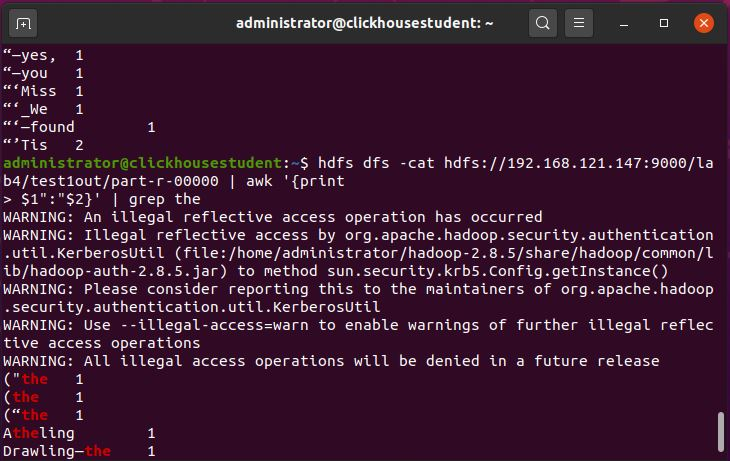 administrator@clickhousestudent: ~
“—yes,  1
“—you   1
“‘Miss  1
“‘_We   1
“‘—found        1
“’Tis   2
administrator@clickhousestudent:~$ hdfs dfs -cat hdfs://192.168.121.147:9000/la
b4/test1out/part-r-00000 | awk '{print
> $1":"$2}' | grep the
WARNING: An illegal reflective access operation has occurred
WARNING: Illegal reflective access by org.apache.hadoop.security.authentication
.util.KerberosUtil (file:/home/administrator/hadoop-2.8.5/share/hadoop/common/l
ib/hadoop-auth-2.8.5.jar) to method sun.security.krb5.Config.getInstance()
WARNING: Please consider reporting this to the maintainers of org.apache.hadoop
.security.authentication.util.KerberosUtil
WARNING: Use --illegal-access=warn to enable warnings of further illegal reflec
tive access operations
WARNING: All illegal access operations will be denied in a future release
("the   1
(the    1
(“the   1
Atheling        1
Drawling—the    1